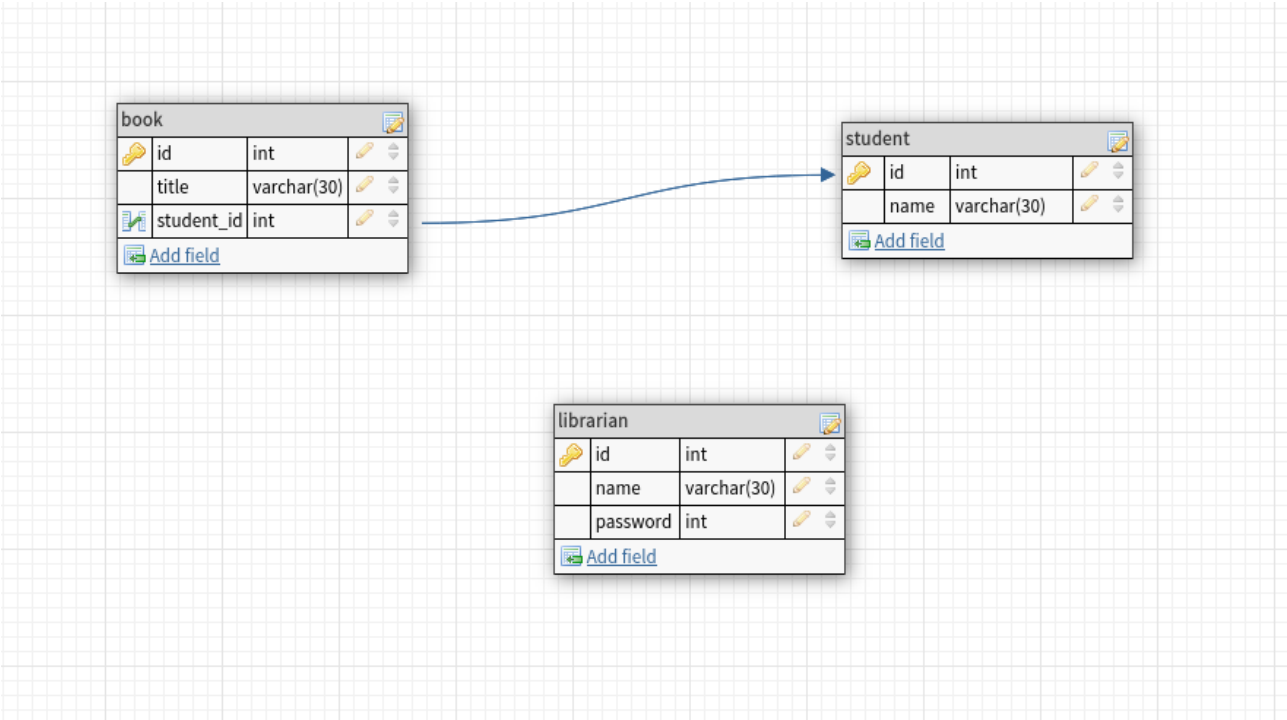 book
id int
title varchar(30)
student_id int
Add field
student
id int
name varchar(30)
Add field
librarian
id int
name varchar(30)
password int
Add field